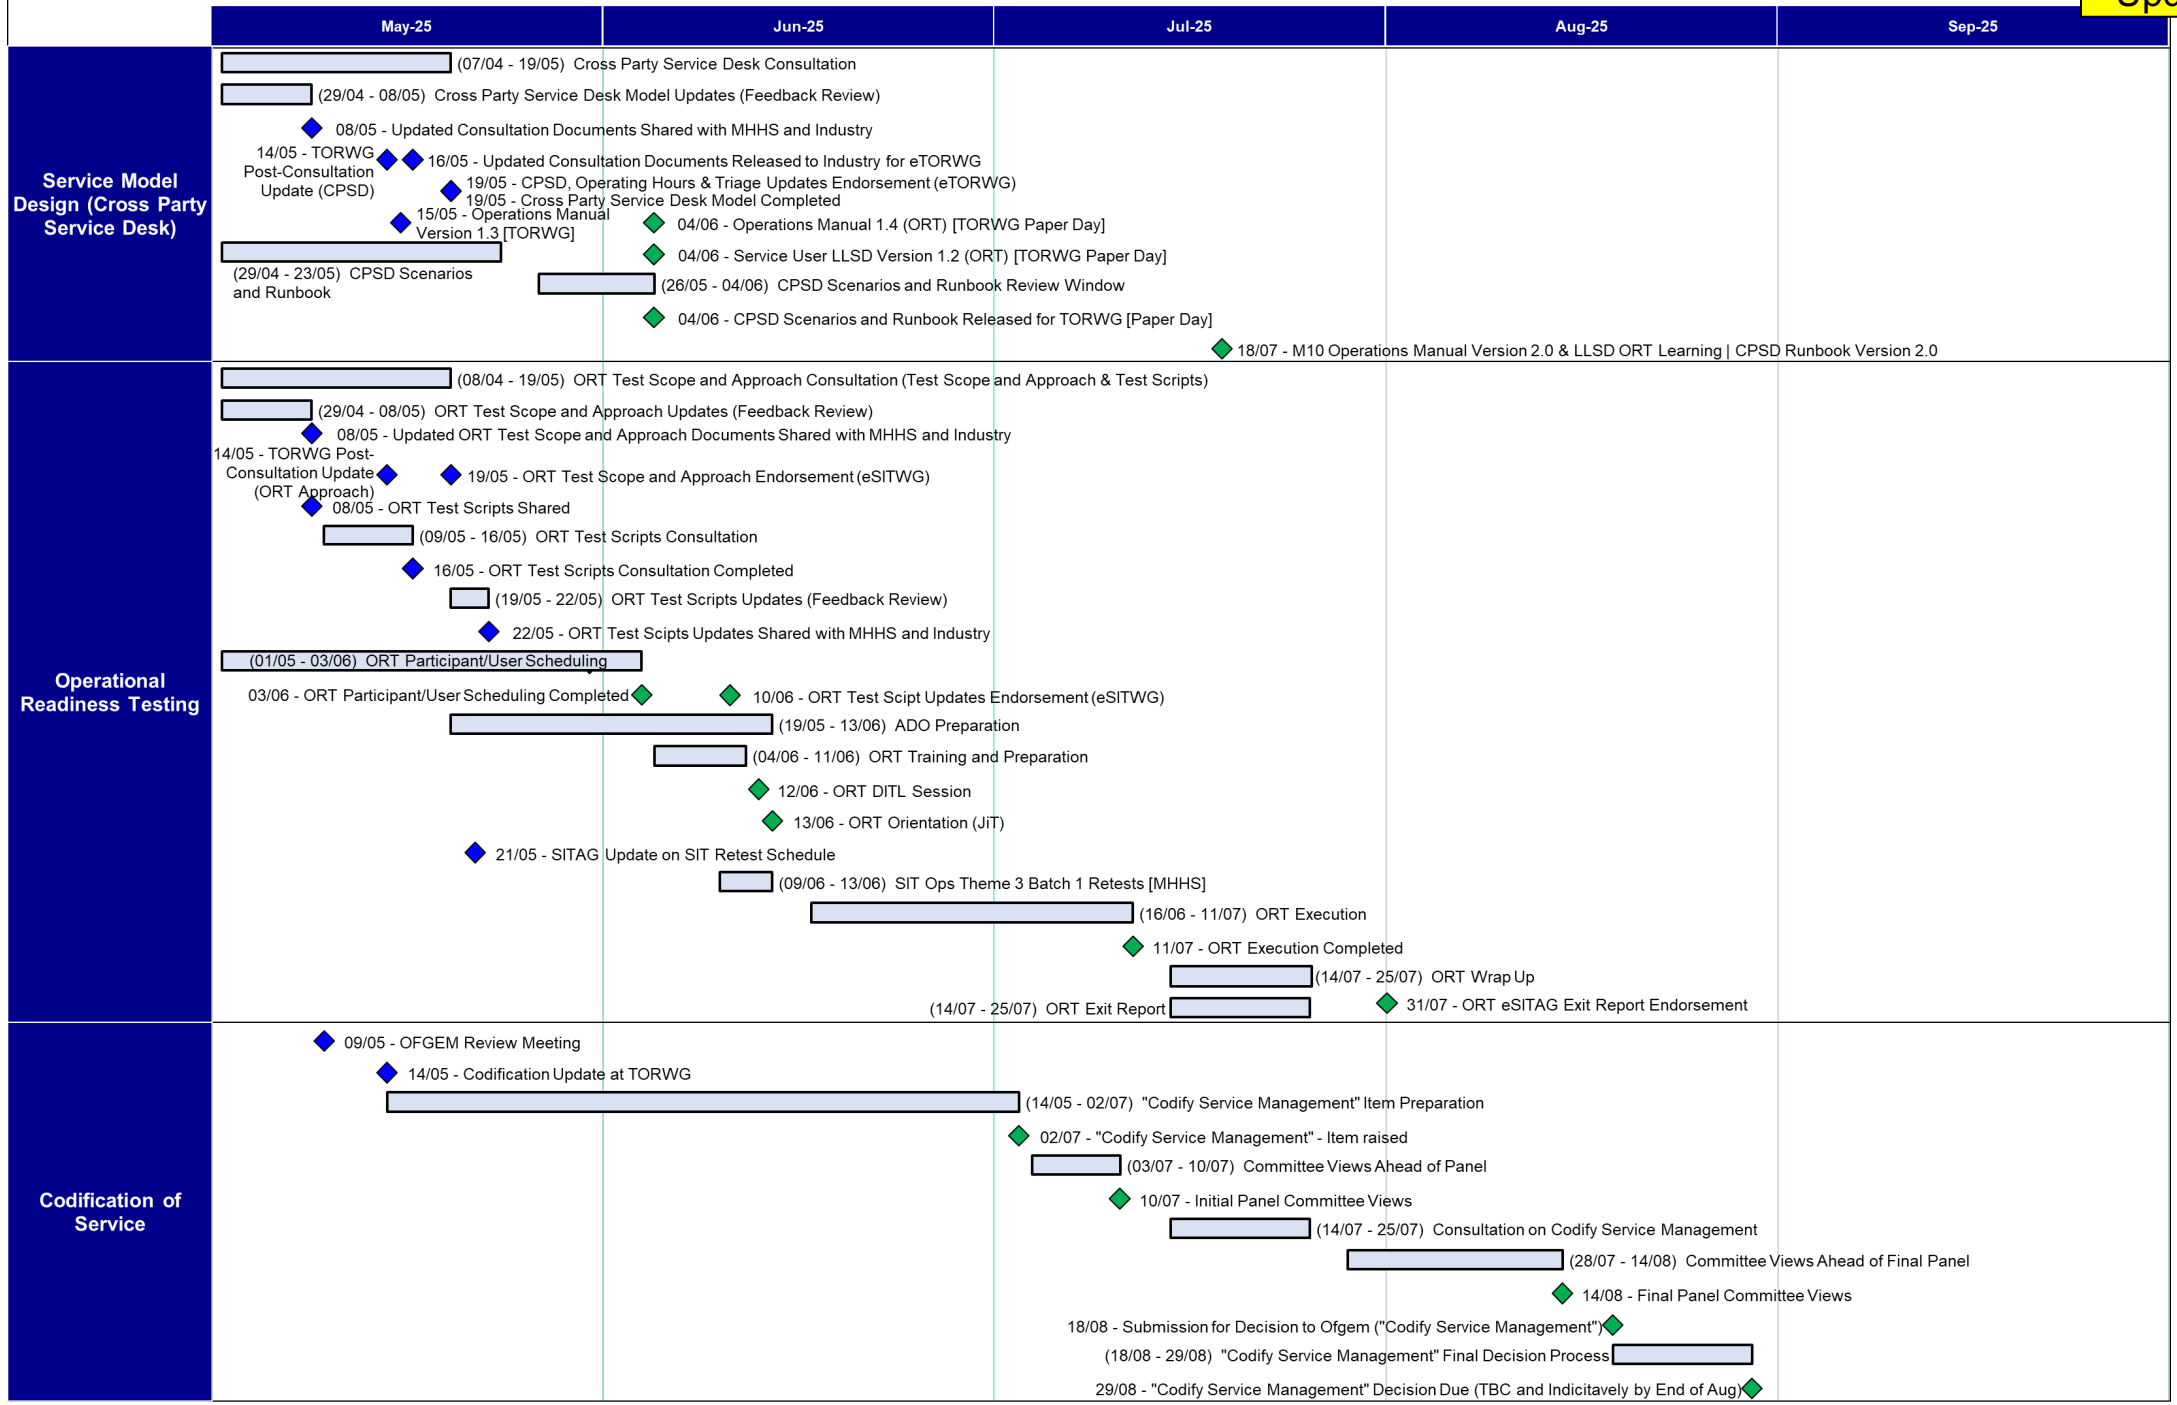 May-25
Jun-25
Jul-25
Aug-25
Sep-25
Service Model
Design (Cross Party
Service Desk)
(07/04 - 19/05) Cross Party Service Desk Consultation
(29/04 - 08/05) Cross Party Service Desk Model Updates (Feedback Review)
08/05 - Updated Consultation Documents Shared with MHHS and Industry
14/05 - TORWG
Post-Consultation
Update (CPSD)
16/05 - Updated Consultation Documents Released to Industry for eTORWG
19/05 - CPSD, Operating Hours & Triage Updates Endorsement (eTORWG)
19/05 - Cross Party Service Desk Model Completed
15/05 - Operations Manual
Version 1.3 [TORWG]
04/06 - Operations Manual 1.4 (ORT) [TORWG Paper Day]
04/06 - Service User LLSD Version 1.2 (ORT) [TORWG Paper Day]
(29/04 - 23/05) CPSD Scenarios
and Runbook
(26/05 - 04/06) CPSD Scenarios and Runbook Review Window
04/06 - CPSD Scenarios and Runbook Released for TORWG [Paper Day]
18/07 - M10 Operations Manual Version 2.0 & LLSD ORT Learning | CPSD Runbook Version 2.0
Operational
Readiness Testing
(08/04 - 19/05) ORT Test Scope and Approach Consultation (Test Scope and Approach & Test Scripts)
(29/04 - 08/05) ORT Test Scope and Approach Updates (Feedback Review)
08/05 - Updated ORT Test Scope and Approach Documents Shared with MHHS and Industry
14/05 - TORWG Post-
Consultation Update
(ORT Approach)
19/05 - ORT Test Scope and Approach Endorsement (eSITWG)
08/05 - ORT Test Scripts Shared
(09/05 - 16/05) ORT Test Scripts Consultation
16/05 - ORT Test Scripts Consultation Completed
(19/05 - 22/05) ORT Test Scripts Updates (Feedback Review)
22/05 - ORT Test Scipts Updates Shared with MHHS and Industry
(01/05 - 03/06) ORT Participant/User Scheduling
03/06 - ORT Participant/User Scheduling Completed
10/06 - ORT Test Scipt Updates Endorsement (eSITWG)
(19/05 - 13/06) ADO Preparation
(04/06 - 11/06) ORT Training and Preparation
12/06 - ORT DITL Session
13/06 - ORT Orientation (JiT)
21/05 - SITAG Update on SIT Retest Schedule
(09/06 - 13/06) SIT Ops Theme 3 Batch 1 Retests [MHHS]
(16/06 - 11/07) ORT Execution
11/07 - ORT Execution Completed
(14/07 - 25/07) ORT Wrap Up
(14/07 - 25/07) ORT Exit Report
31/07 - ORT eSITAG Exit Report Endorsement
Codification of
Service
09/05 - OFGEM Review Meeting
14/05 - Codification Update at TORWG
(14/05 - 02/07) "Codify Service Management" Item Preparation
02/07 - "Codify Service Management" - Item raised
(03/07 - 10/07) Committee Views Ahead of Panel
10/07 - Initial Panel Committee Views
(14/07 - 25/07) Consultation on Codify Service Management
(28/07 - 14/08) Committee Views Ahead of Final Panel
14/08 - Final Panel Committee Views
18/08 - Submission for Decision to Ofgem ("Codify Service Management")
(18/08 - 29/08) "Codify Service Management" Final Decision Process
29/08 - "Codify Service Management" Decision Due (TBC and Indicitavely by End of Aug)